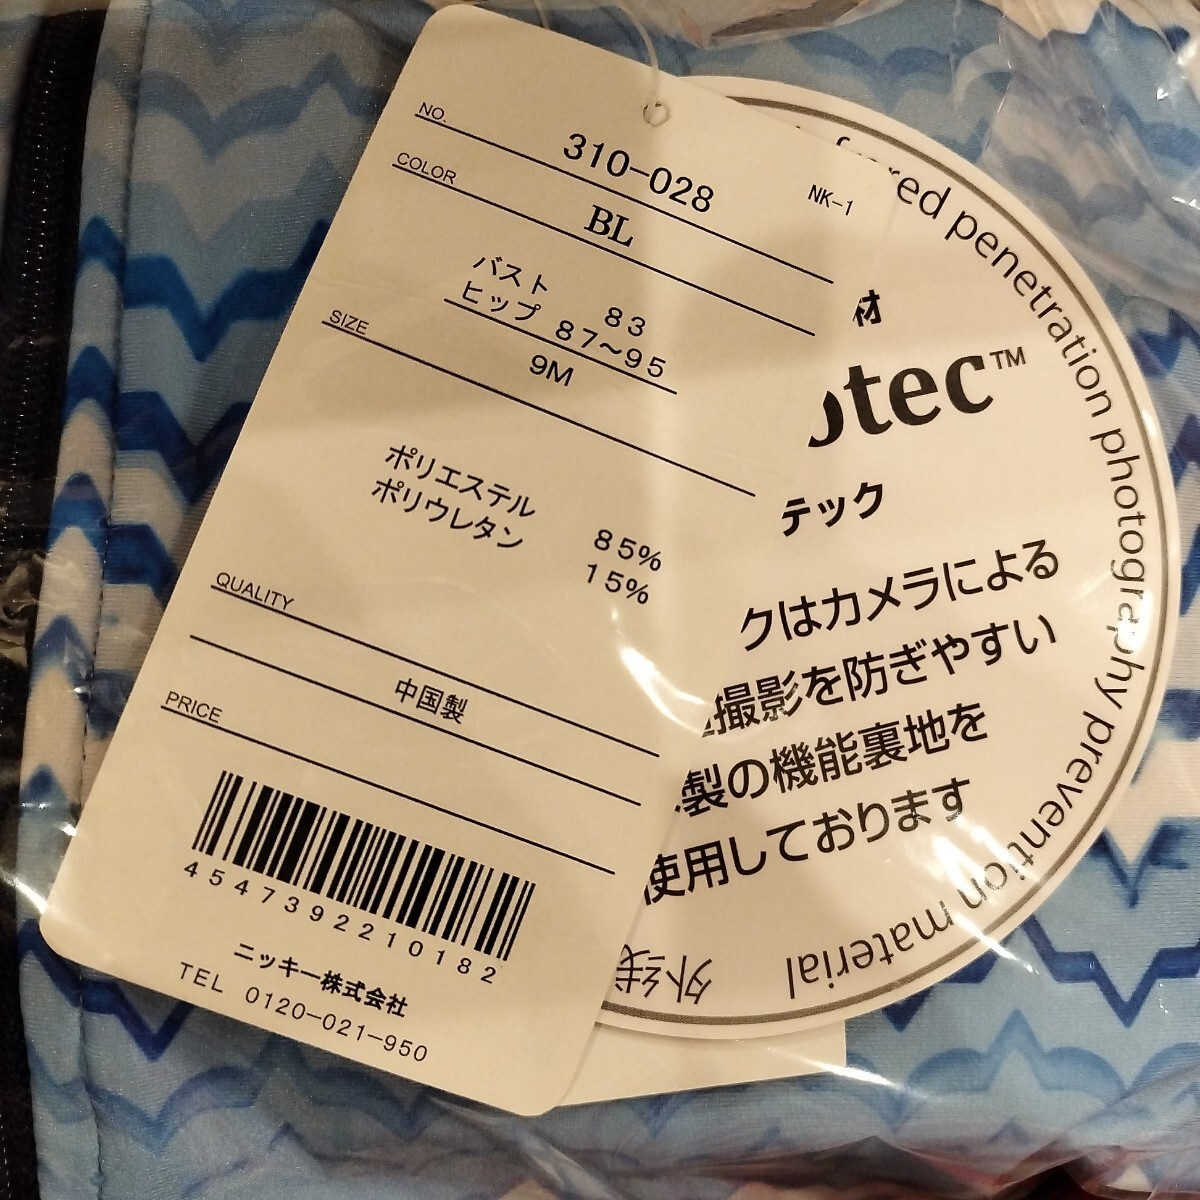 NO.
310-028
NK-1
COLOR
BL
バスト 83
ヒップ 87～95
SIZE
9M
ポリエステル 85%
ポリウレタン 15%
QUALITY
中国製
PRICE
4547392210182
ニッキー株式会社
TEL 0120-021-950
red penetration photography prevention material
材
otec™
テック
クはカメラによる
撮影を防ぎやすい
製の機能裏地を
使用しております
外线